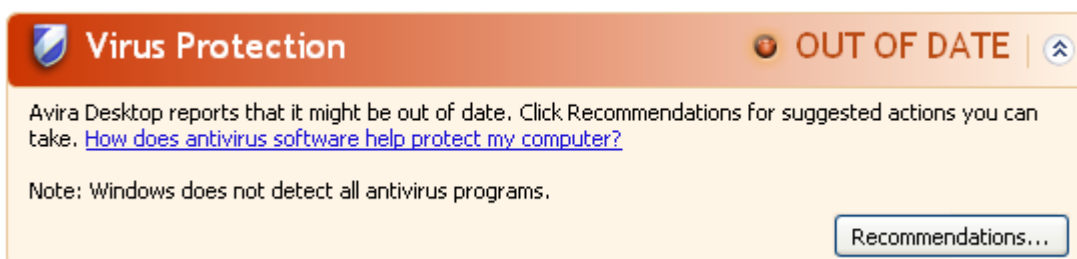 Virus Protection OUT OF DATE
Avira Desktop reports that it might be out of date. Click Recommendations for suggested actions you can
take. How does antivirus software help protect my computer?
Note: Windows does not detect all antivirus programs.
Recommendations...